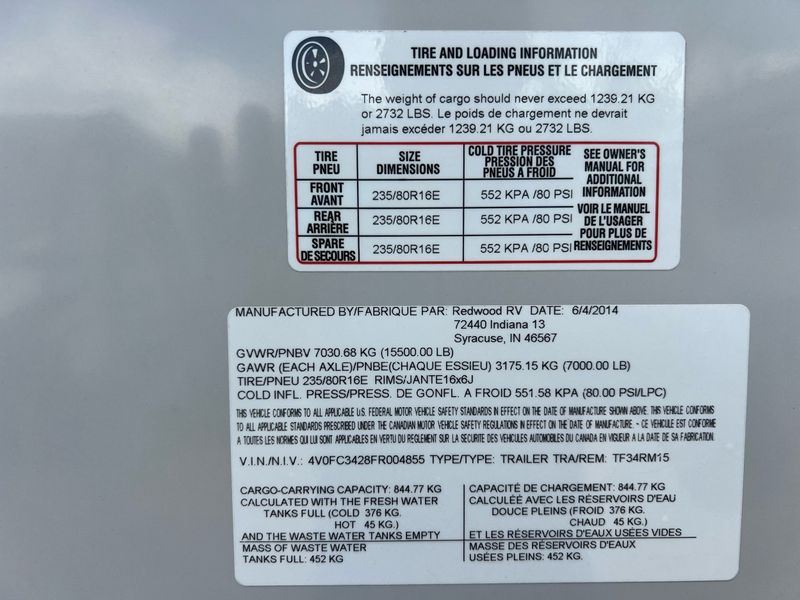 TIRE AND LOADING INFORMATION
RENSEIGNEMENTS SUR LES PNEUS ET LE CHARGEMENT
The weight of cargo should never exceed 1239.21 KG
or 2732 LBS. Le poids de chargement ne devrait
jamais excéder 1239.21 KG ou 2732 LBS.
TIRE
PNEU
SIZE
DIMENSIONS
COLD TIRE PRESSURE
PRESSION DES
PNEUS A FROID
SEE OWNER'S
MANUAL FOR
ADDITIONAL
INFORMATION
VOIR LE MANUEL
DE L'USAGER
POUR PLUS DE
RENSEIGNEMENTS
FRONT
AVANT
235/80R16E
552 KPA /80 PSI
REAR
ARRIÈRE
235/80R16E
552 KPA /80 PSI
SPARE
DE SECOURS
235/80R16E
552 KPA /80 PSI
MANUFACTURED BY/FABRIQUE PAR: Redwood RV DATE: 6/4/2014
72440 Indiana 13
Syracuse, IN 46567
GVWR/PNBV 7030.68 KG (15500.00 LB)
GAWR (EACH AXLE)/PNBE(CHAQUE ESSIEU) 3175.15 KG (7000.00 LB)
TIRE/PNEU 235/80R16E RIMS/JANTE16x6J
COLD INFL. PRESS/PRESS. DE GONFL. A FROID 551.58 KPA (80.00 PSI/LPC)
THIS VEHICLE CONFORMS TO ALL APPLICABLE U.S. FEDERAL MOTOR VEHICLE SAFETY STANDARDS IN EFFECT ON THE DATE OF MANUFACTURE SHOWN ABOVE. THIS VEHICLE CONFORMS
TO ALL APPLICABLE STANDARDS PRESCRIBED UNDER THE CANADIAN MOTOR VEHICLE SAFETY REGULATIONS IN EFFECT ON THE DATE OF MANUFACTURE. - CE VEHICULE EST CONFORME
A TOUTES LES NORMES QUI LUI SONT APPLICABLES EN VERTU DU REGLEMENT SUR LA SECURITE DES VEHICULES AUTOMOBILES DU CANADA EN VIGUEUR A LA DATE DE SA FABRICATION.
V.I.N./N.I.V.: 4V0FC3428FR004855 TYPE/TYPE: TRAILER TRA/REM: TF34RM15
CARGO-CARRYING CAPACITY: 844.77 KG
CALCULATED WITH THE FRESH WATER
TANKS FULL (COLD 376 KG.
HOT 45 KG.)
AND THE WASTE WATER TANKS EMPTY
MASS OF WASTE WATER
TANKS FULL: 452 KG
CAPACITÉ DE CHARGEMENT: 844.77 KG
CALCULÉE AVEC LES RÉSERVOIRS D'EAU
DOUCE PLEINS (FROID 376 KG.
CHAUD 45 KG.)
ET LES RÉSERVOIRS D'EAUX USÉES VIDES
MASSE DES RÉSERVOIRS D'EAUX
USÉES PLEINS: 452 KG.